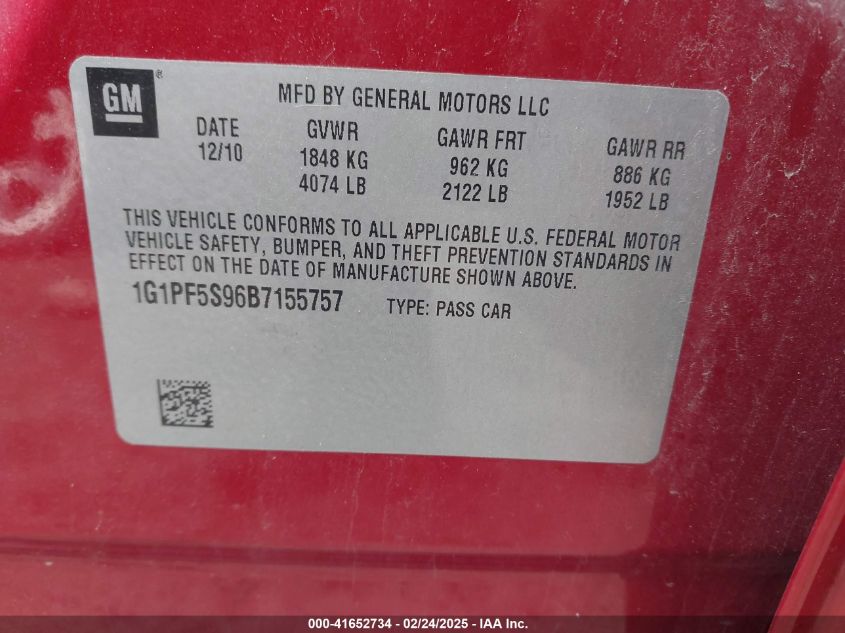 GM®
MFD BY GENERAL MOTORS LLC
DATE GVWR GAWR FRT GAWR RR
12/10 1848 KG 962 KG 886 KG
4074 LB 2122 LB 1952 LB
THIS VEHICLE CONFORMS TO ALL APPLICABLE U.S. FEDERAL MOTOR
VEHICLE SAFETY, BUMPER, AND THEFT PREVENTION STANDARDS IN
EFFECT ON THE DATE OF MANUFACTURE SHOWN ABOVE.
1G1PF5S96B7155757 TYPE: PASS CAR
000-41652734 - 02/24/2025 - IAA Inc.